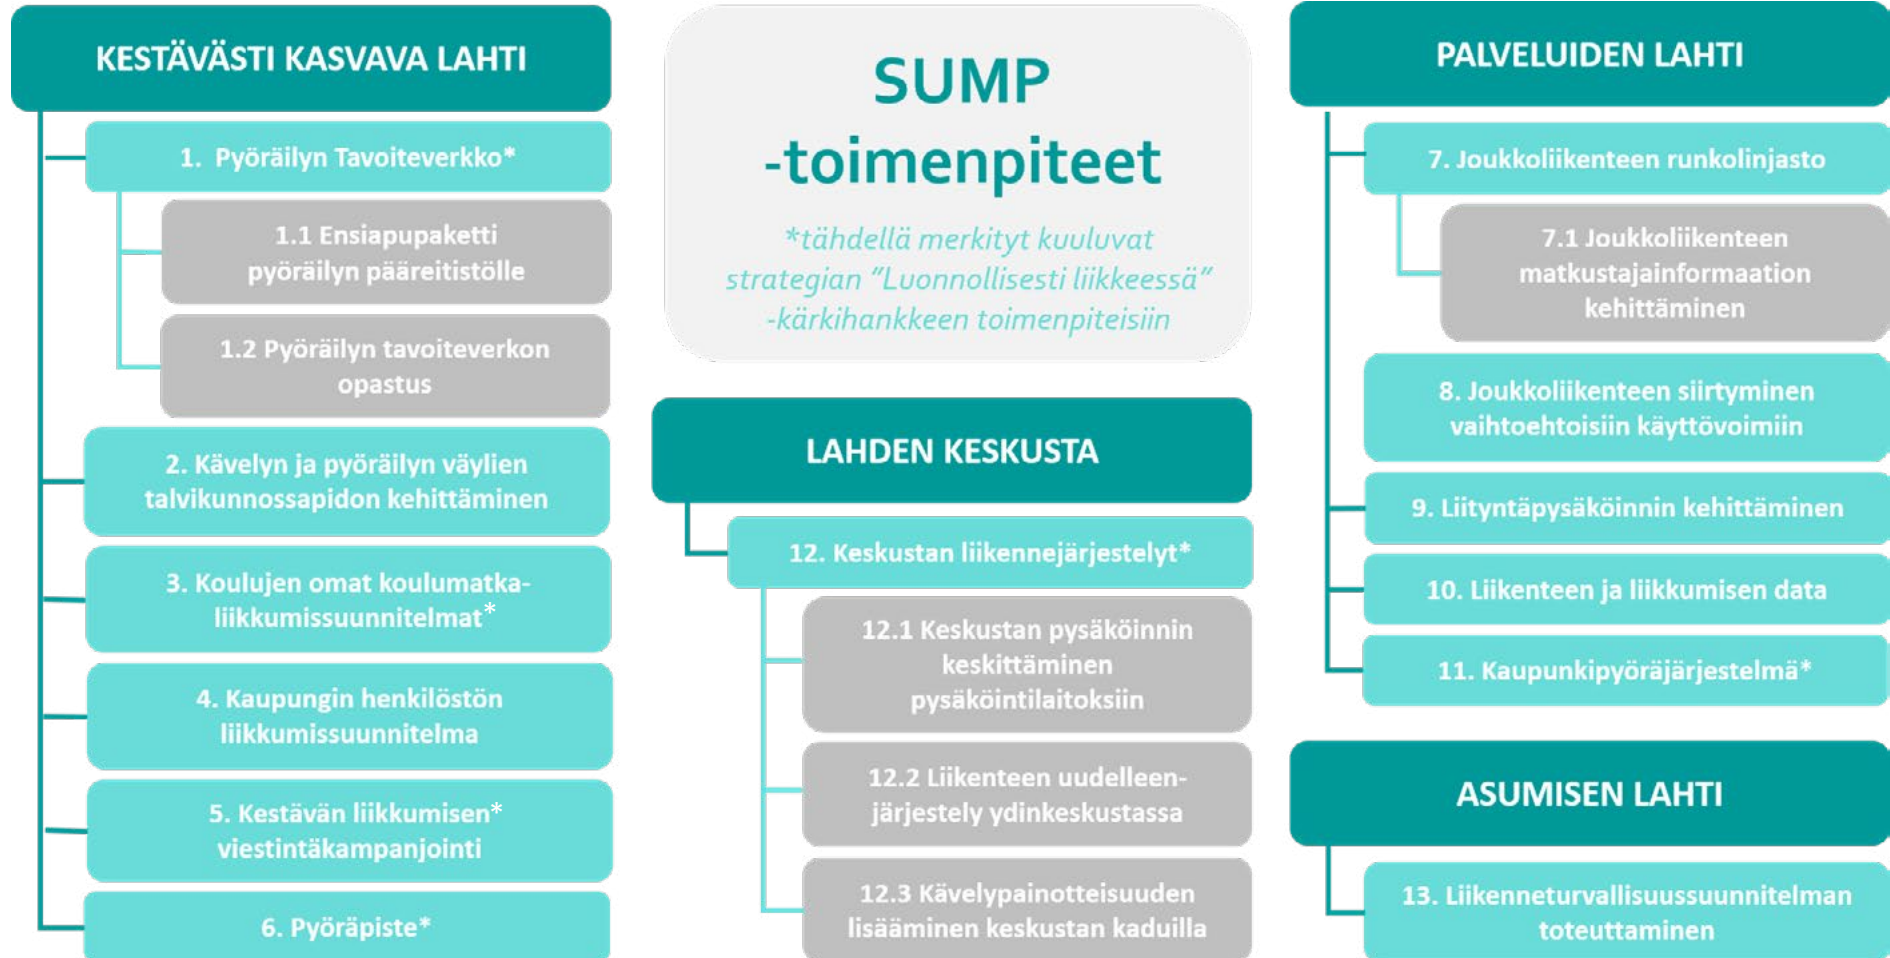 KESTÄVÄSTI KASVAVA LAHTI
1. Pyöräilyn Tavoiteverkko*
1.1 Ensiapupaketti
pyöräilyn pääreitistölle
1.2 Pyöräilyn tavoiteverkon
opastus
2. Kävelyn ja pyöräilyn väylien
talvikunnossapidon kehittäminen
3. Koulujen omat koulumatka-
liikkumissuunnitelmat*
4. Kaupungin henkilöstön
liikkumissuunnitelma
5. Kestävän liikkumisen*
viestintäkampanjointi
6. Pyöräpiste*
SUMP
-toimenpiteet
*tähdellä merkityt kuuluvat
strategian "Luonnollisesti liikkeessä"
-kärkihankkeen toimenpiteisiin
LAHDEN KESKUSTA
12. Keskustan liikennejärjestelyt*
12.1 Keskustan pysäköinnin
keskittäminen
pysäköintilaitoksiin
12.2 Liikenteen uudelleen-
järjestely ydinkeskustassa
12.3 Kävelypainotteisuuden
lisääminen keskustan kaduilla
PALVELUIDEN LAHTI
7. Joukkoliikenteen runkolinjasto
7.1 Joukkoliikenteen
matkustajainformaation
kehittäminen
8. Joukkoliikenteen siirtyminen
vaihtoehtoisiin käyttövoimiin
9. Liityntäpysäköinnin kehittäminen
10. Liikenteen ja liikkumisen data
11. Kaupunkipyöräjärjestelmä*
ASUMISEN LAHTI
13. Liikenneturvallisuussuunnitelman
toteuttaminen